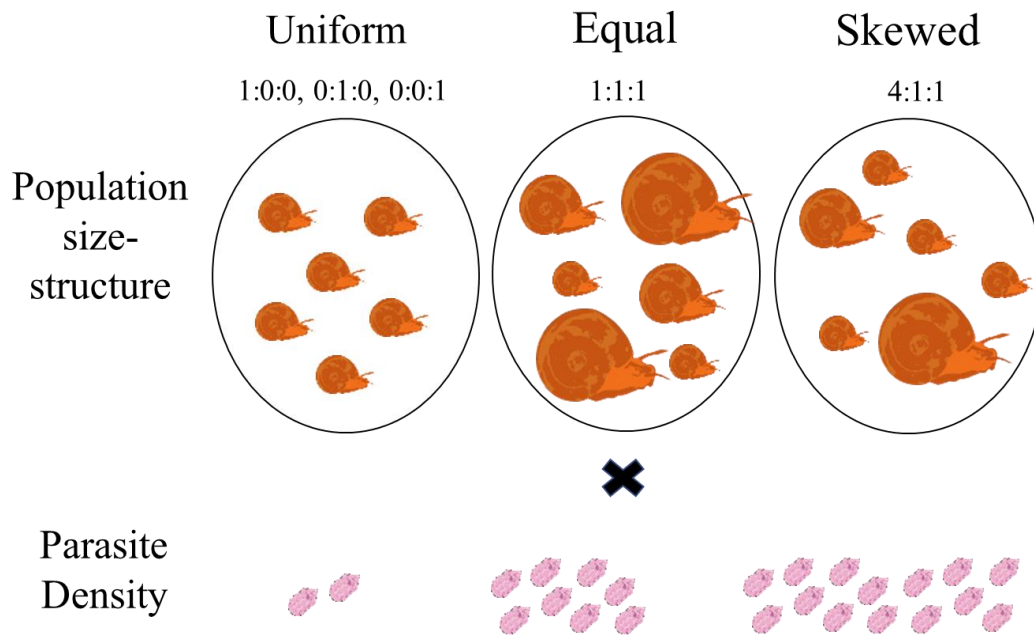 Uniform
Equal
Skewed
1:0:0, 0:1:0, 0:0:1
1:1:1
4:1:1
Population
size-
structure
Parasite
Density